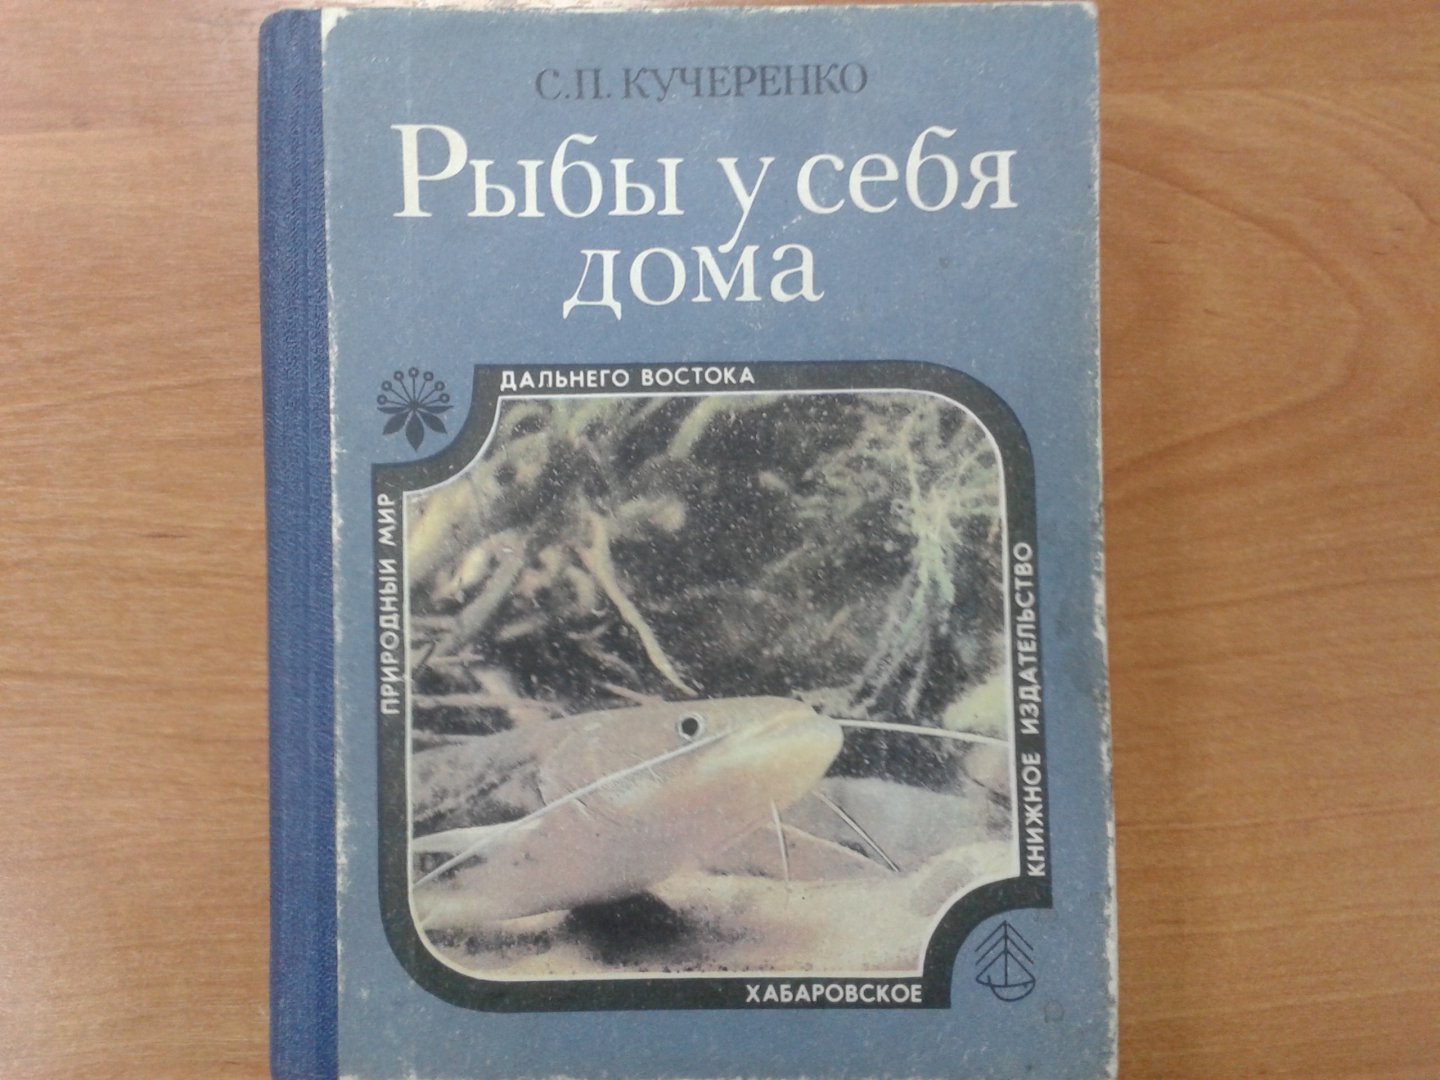 С.П. КУЧЕРЕНКО
Рыбы у себя
дома
ПРИРОДНЫЙ МИР
ДАЛЬНЕГО ВОСТОКА
ХАБАРОВСКОЕ
КНИЖНОЕ ИЗДАТЕЛЬСТВО